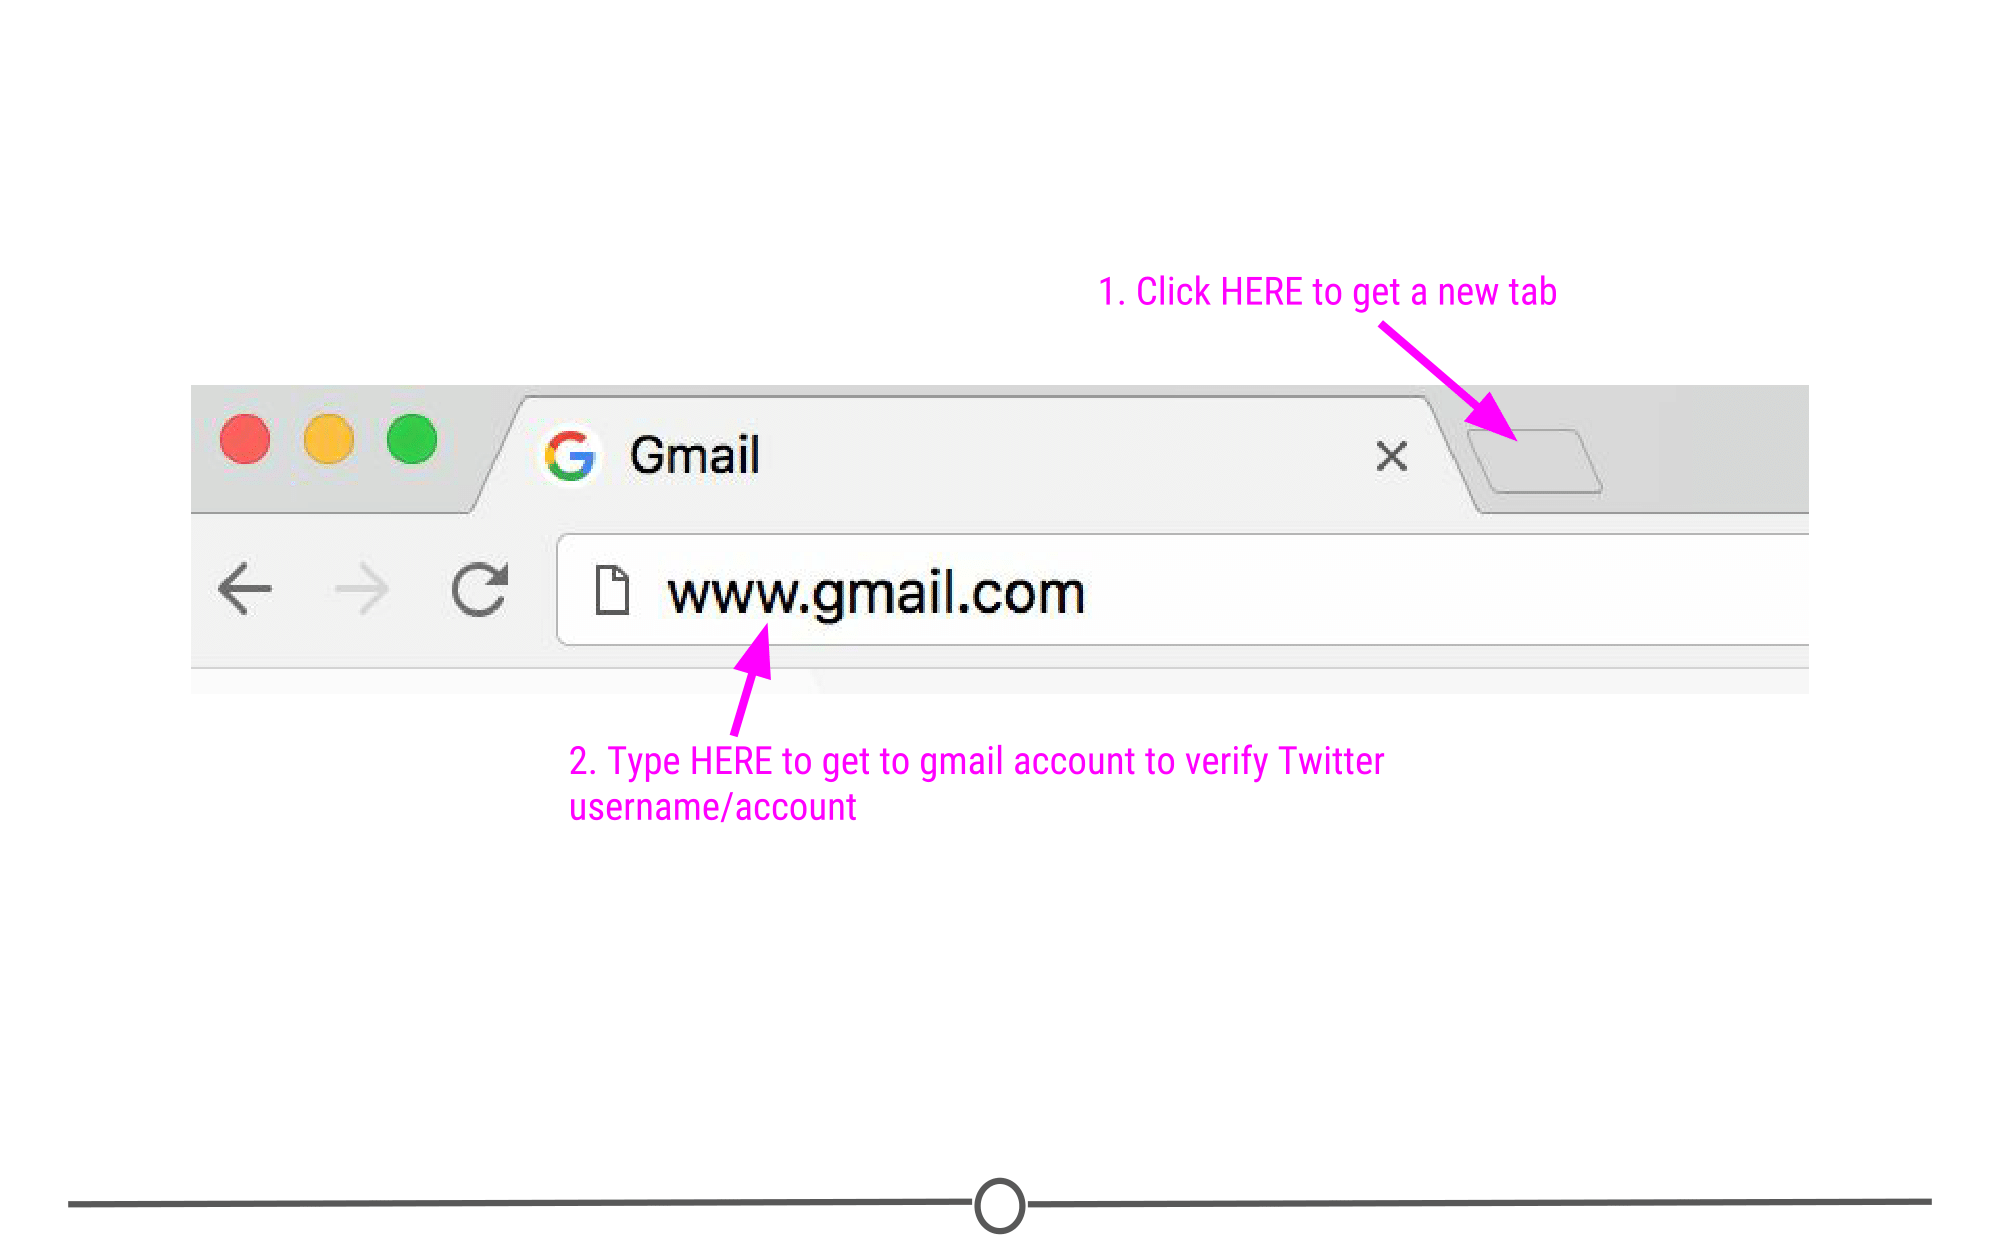 1. Click HERE to get a new tab
Gmail
www.gmail.com
2. Type HERE to get to gmail account to verify Twitter
username/account